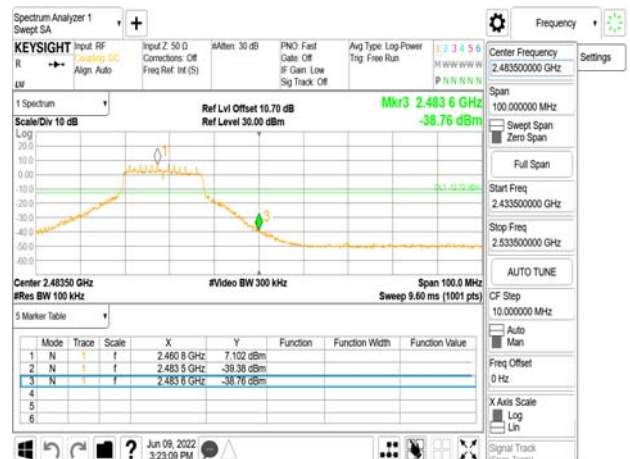 Spectrum Analyzer 1
Swept SA
Frequency
Settings
KEYSIGHT
R
Input: RF
Coupling: DC
Align: Auto
Input Z: 50 Ω
Corrections: Off
Freq Ref: Int (S)
#Atten: 30 dB
PNO: Fast
Gate: Off
IF Gain: Low
Sig Track: Off
Avg Type: Log-Power
Trig: Free Run
1 2 3 4 5 6
M W W W W W
P N N N N N
1 Spectrum
Scale/Div 10 dB
Ref Lvl Offset 10.70 dB
Ref Level 30.00 dBm
Mkr3 2.483 6 GHz
-38.76 dBm
Log
20.0
10.0
0.00
-10.0
-20.0
-30.0
-40.0
-50.0
-60.0
1
3
Center 2.48350 GHz
#Res BW 100 kHz
#Video BW 300 kHz
Span 100.0 MHz
Sweep 9.60 ms (1001 pts)
5 Marker Table
Mode Trace Scale X Y Function Function Width Function Value
1 N 1 f 2.460 8 GHz 7.102 dBm
2 N 1 f 2.483 5 GHz -39.38 dBm
3 N 1 f 2.483 6 GHz -38.76 dBm
4
5
6
Jun 09, 2022
3:23:09 PM
Center Frequency
2.483500000 GHz
Span
100.000000 MHz
Swept Span
Zero Span
Full Span
Start Freq
2.433500000 GHz
Stop Freq
2.533500000 GHz
AUTO TUNE
CF Step
10.000000 MHz
Auto
Man
Freq Offset
0 Hz
X Axis Scale
Log
Lin
Signal Track